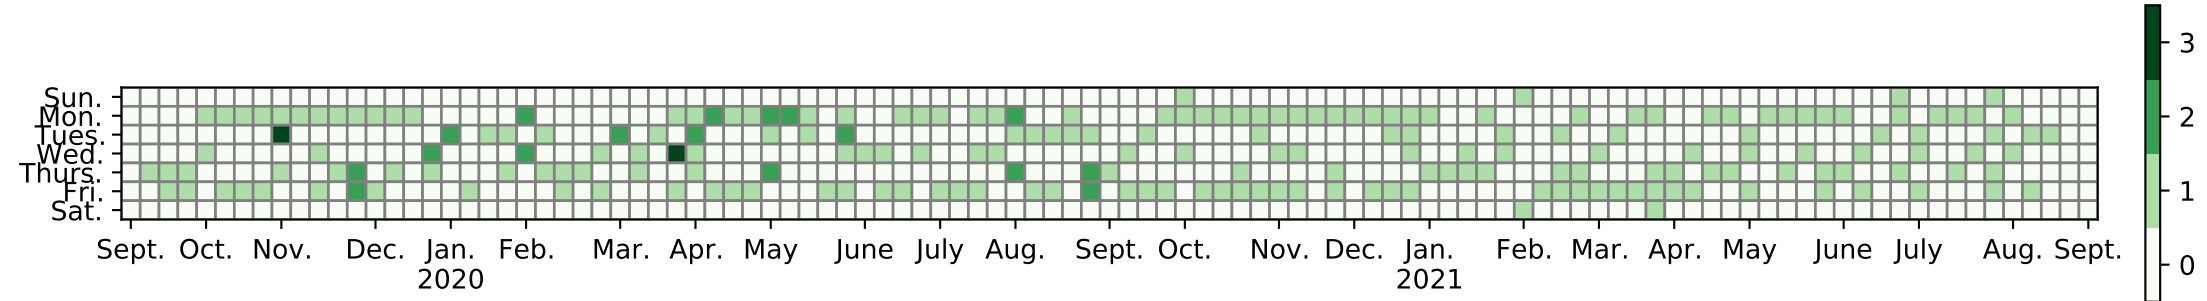 3
2
1
0
Sun.
Mon.
Tues.
Wed.
Thurs.
Fri.
Sat.
Sept. Oct. Nov. Dec. Jan. Feb. Mar. Apr. May June July Aug. Sept. Oct. Nov. Dec. Jan. Feb. Mar. Apr. May June July Aug. Sept.
2020 2021